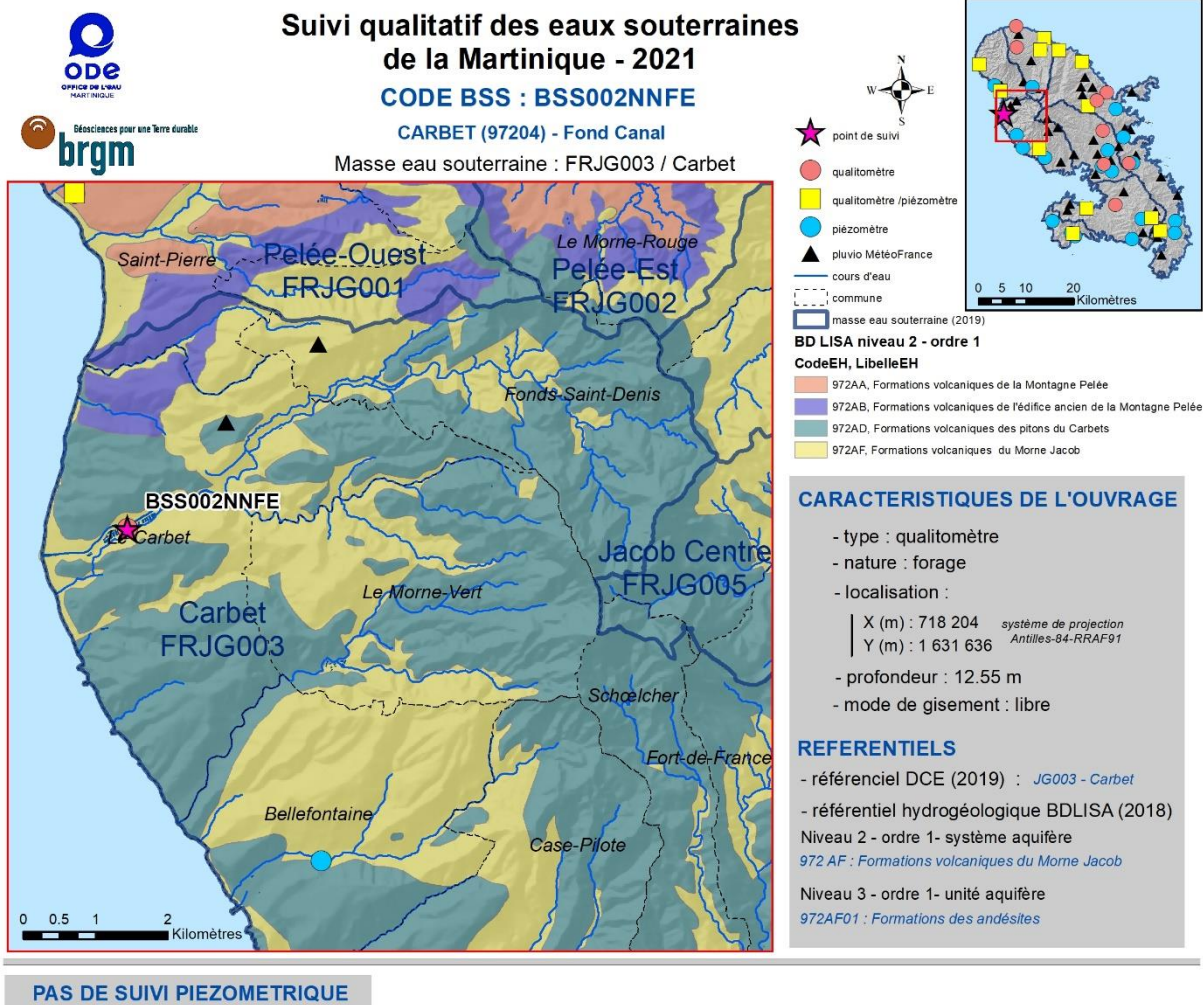 ODE
OFFICE DE L'EAU
MARTINIQUE
Géosciences pour une Terre durable
brgm
Suivi qualitatif des eaux souterraines
de la Martinique - 2021
CODE BSS : BSS002NNFE
CARBET (97204) - Fond Canal
Masse eau souterraine : FRJG003 / Carbet
N
W
E
S
point de suivi
qualitomètre
qualitomètre /pièzomètre
pièzomètre
pluvio MétéoFrance
cours d'eau
commune
masse eau souterraine (2019)
BD LISA niveau 2 - ordre 1
CodeEH, LibelleEH
972AA, Formations volcaniques de la Montagne Pelée
972AB, Formations volcaniques de l'édifice ancien de la Montagne Pelée
972AD, Formations volcaniques des pitons du Carbets
972AF, Formations volcaniques du Morne Jacob
0 5 10 20
Kilomètres
Saint-Pierre
Pelée-Ouest
FRJG001
Le Morne-Rouge
Pelée-Est
FRJG002
Fonds-Saint-Denis
BSS002NNFE
Le Carbet
Jacob Centre
FRJG005
Le Morne-Vert
Carbet
FRJG003
Schœlcher
Fort-de-France
Bellefontaine
Case-Pilote
0 0.5 1 2
Kilomètres
CARACTERISTIQUES DE L'OUVRAGE
- type : qualitomètre
- nature : forage
- localisation :
X (m) : 718 204
Y (m) : 1 631 636
système de projection
Antilles-84-RRAF91
- profondeur : 12.55 m
- mode de gisement : libre
REFERENTIELS
- référenciel DCE (2019) : JG003 - Carbet
- référentiel hydrogéologique BDLISA (2018)
Niveau 2 - ordre 1- système aquifère
972 AF : Formations volcaniques du Morne Jacob
Niveau 3 - ordre 1- unité aquifère
972AF01 : Formations des andésites
PAS DE SUIVI PIEZOMETRIQUE